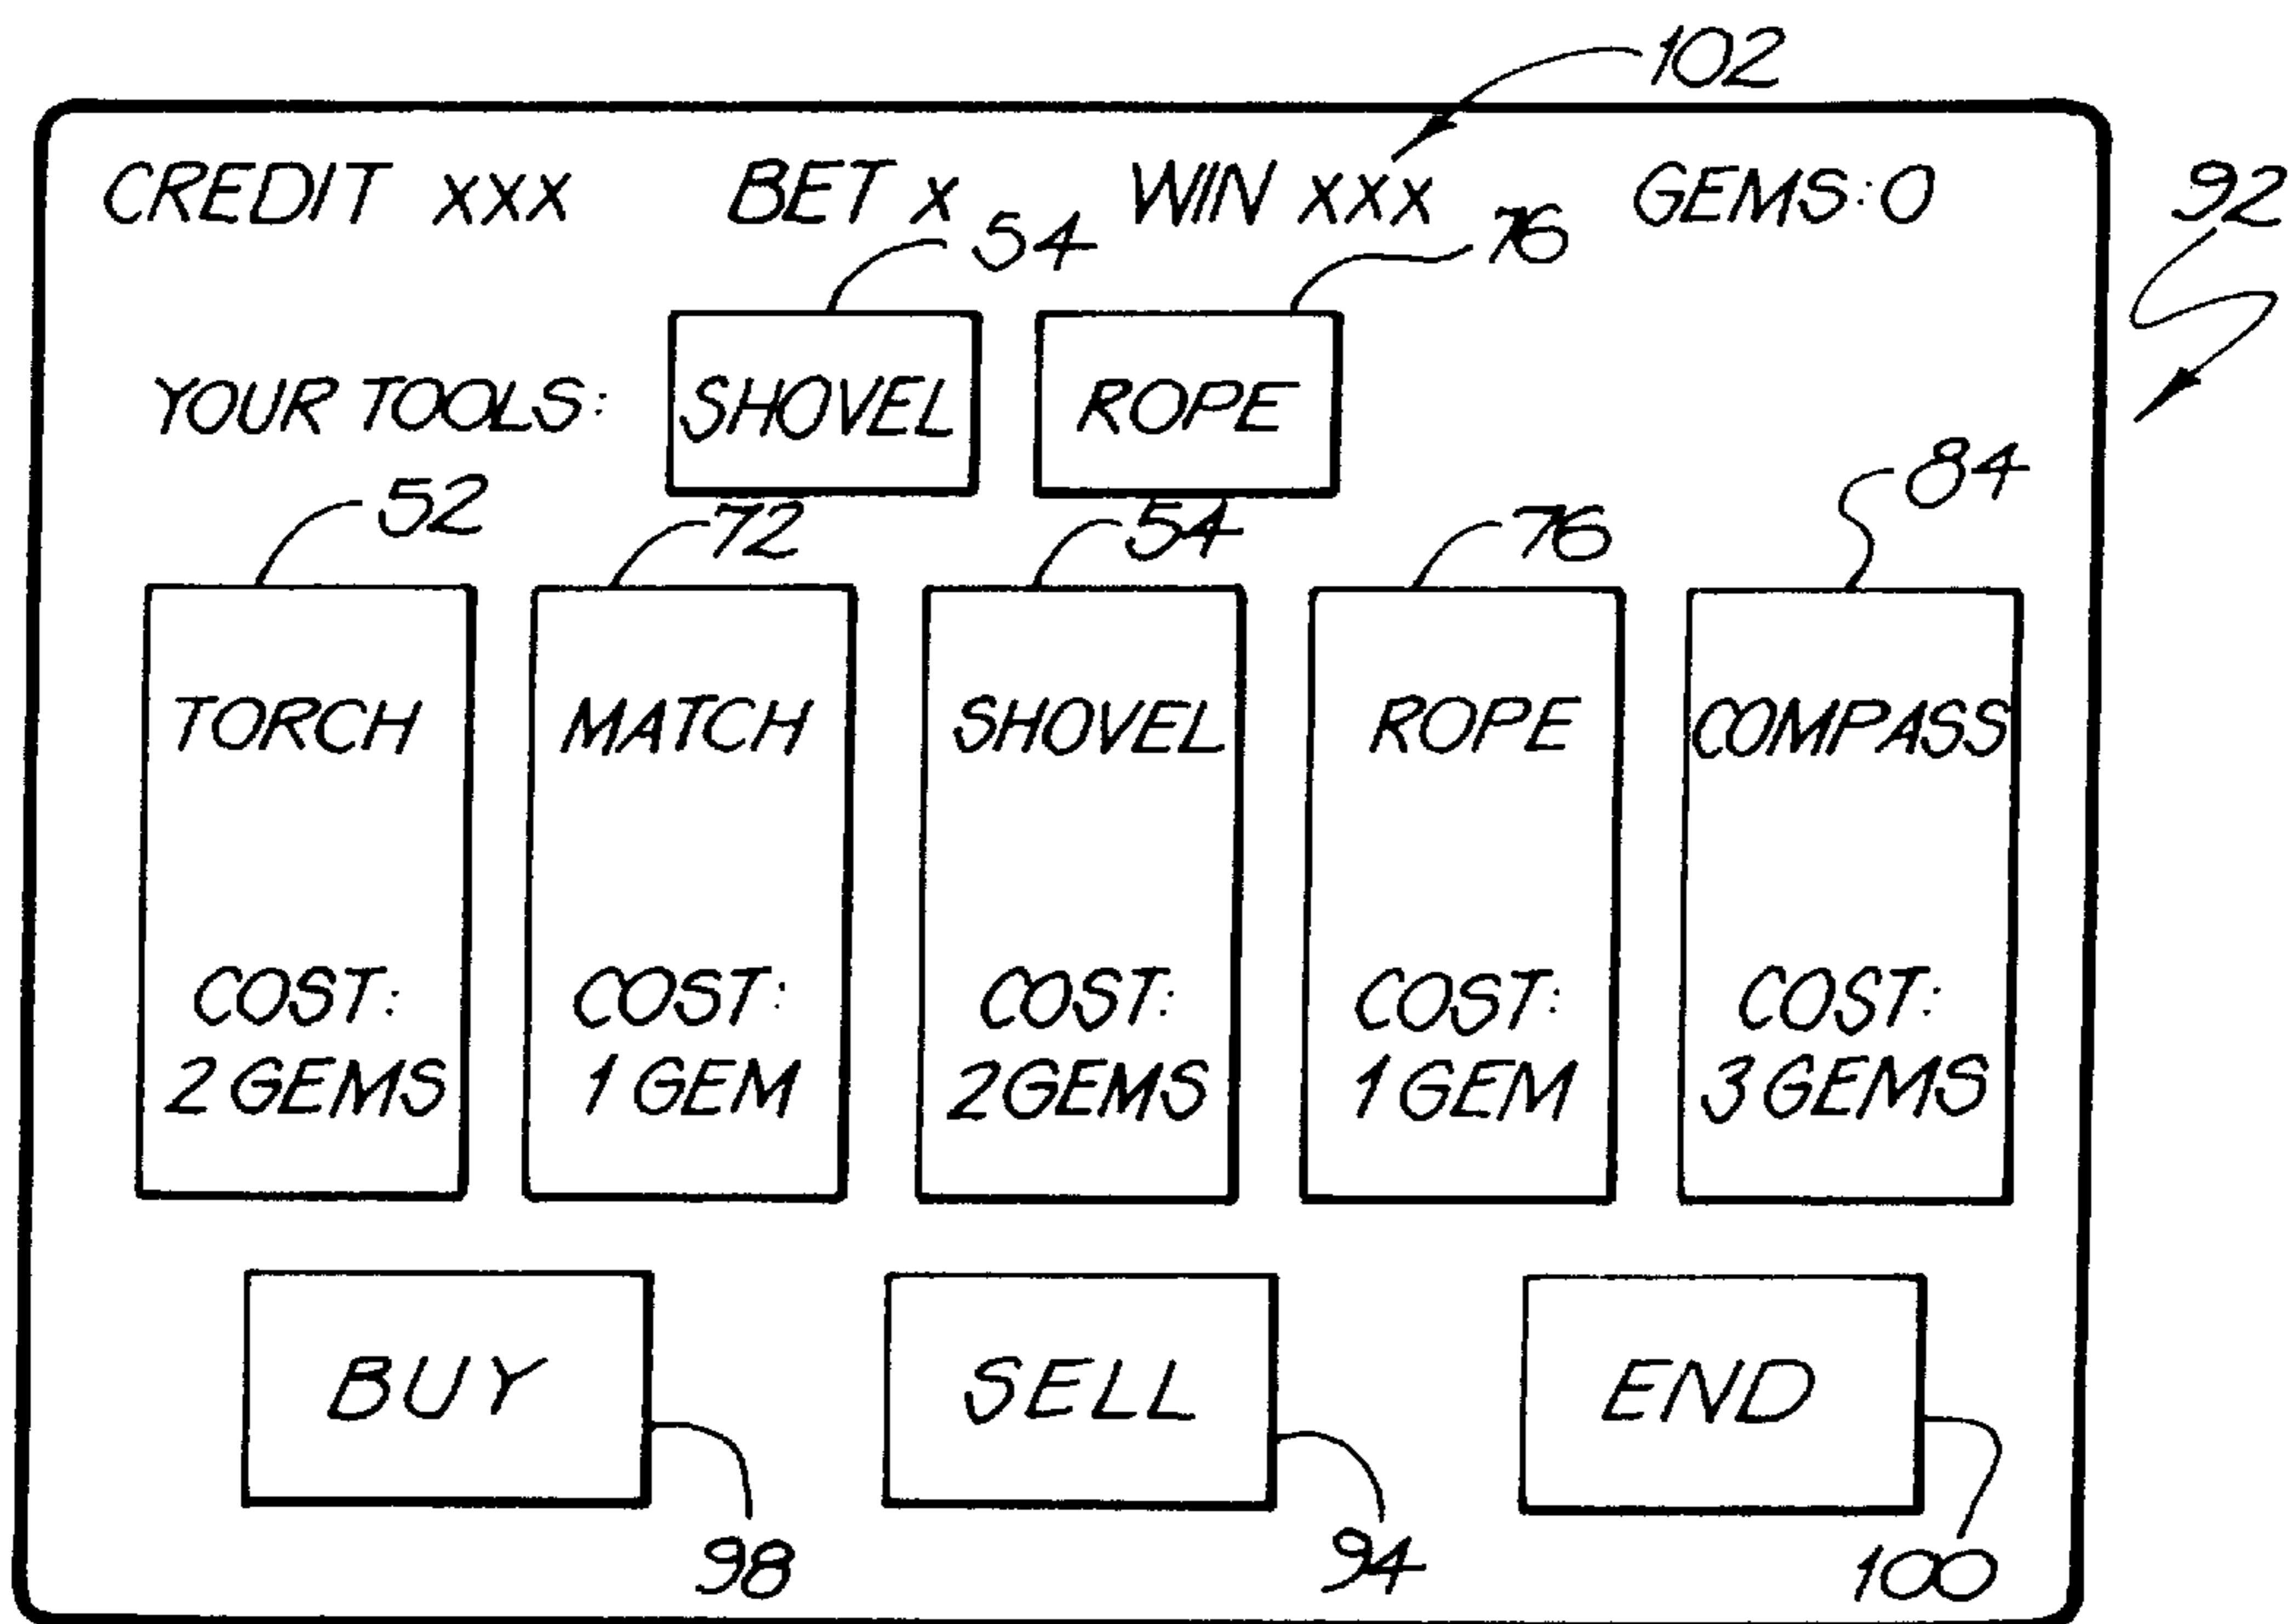 102
CREDIT XXX BET X WIN XXX GEMS:0 92
54 76
YOUR TOOLS: SHOVEL ROPE
52 72 54 76 84
TORCH MATCH SHOVEL ROPE COMPASS
COST: COST: COST: COST: COST:
2 GEMS 1 GEM 2 GEMS 1 GEM 3 GEMS
BUY SELL END
98 94 100